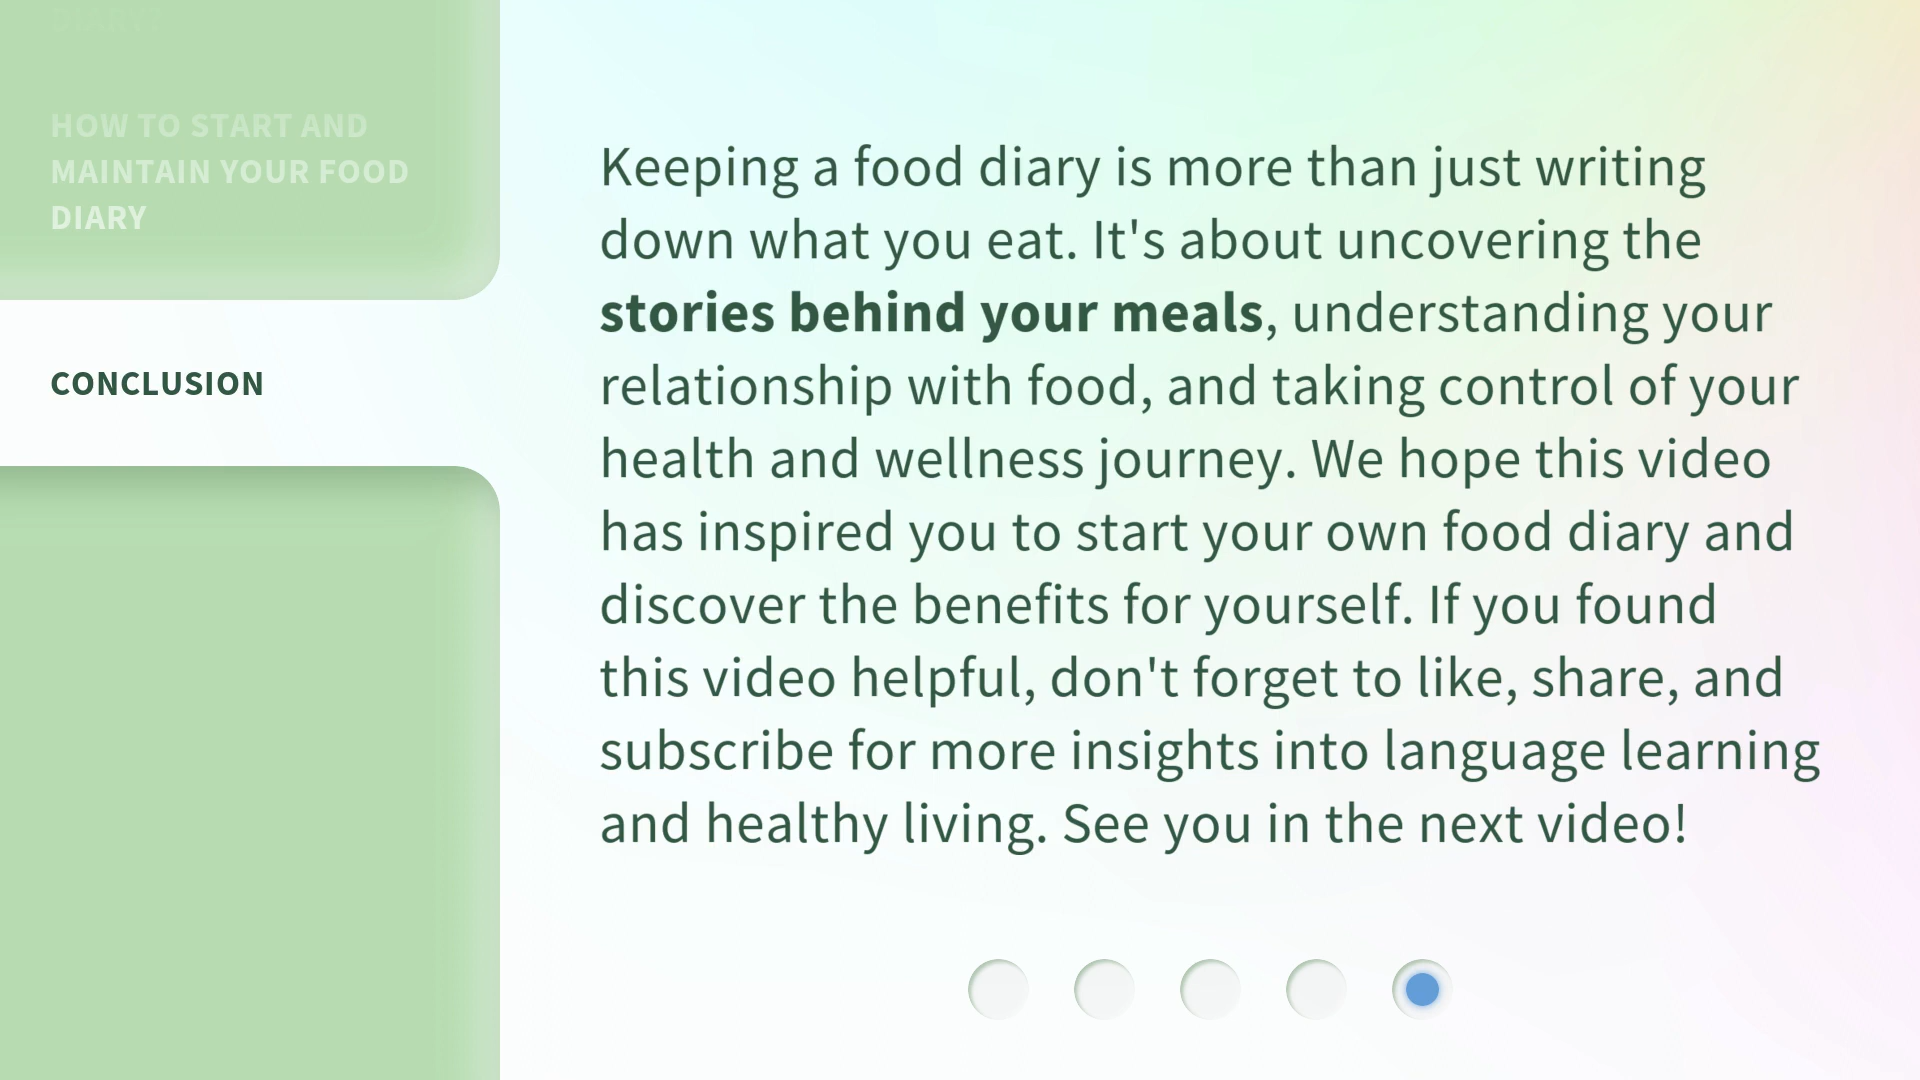 DIARY?
HOW TO START AND
MAINTAIN YOUR FOOD
DIARY
CONCLUSION
Keeping a food diary is more than just writing
down what you eat. It's about uncovering the
stories behind your meals, understanding your
relationship with food, and taking control of your
health and wellness journey. We hope this video
has inspired you to start your own food diary and
discover the benefits for yourself. If you found
this video helpful, don't forget to like, share, and
subscribe for more insights into language learning
and healthy living. See you in the next video!